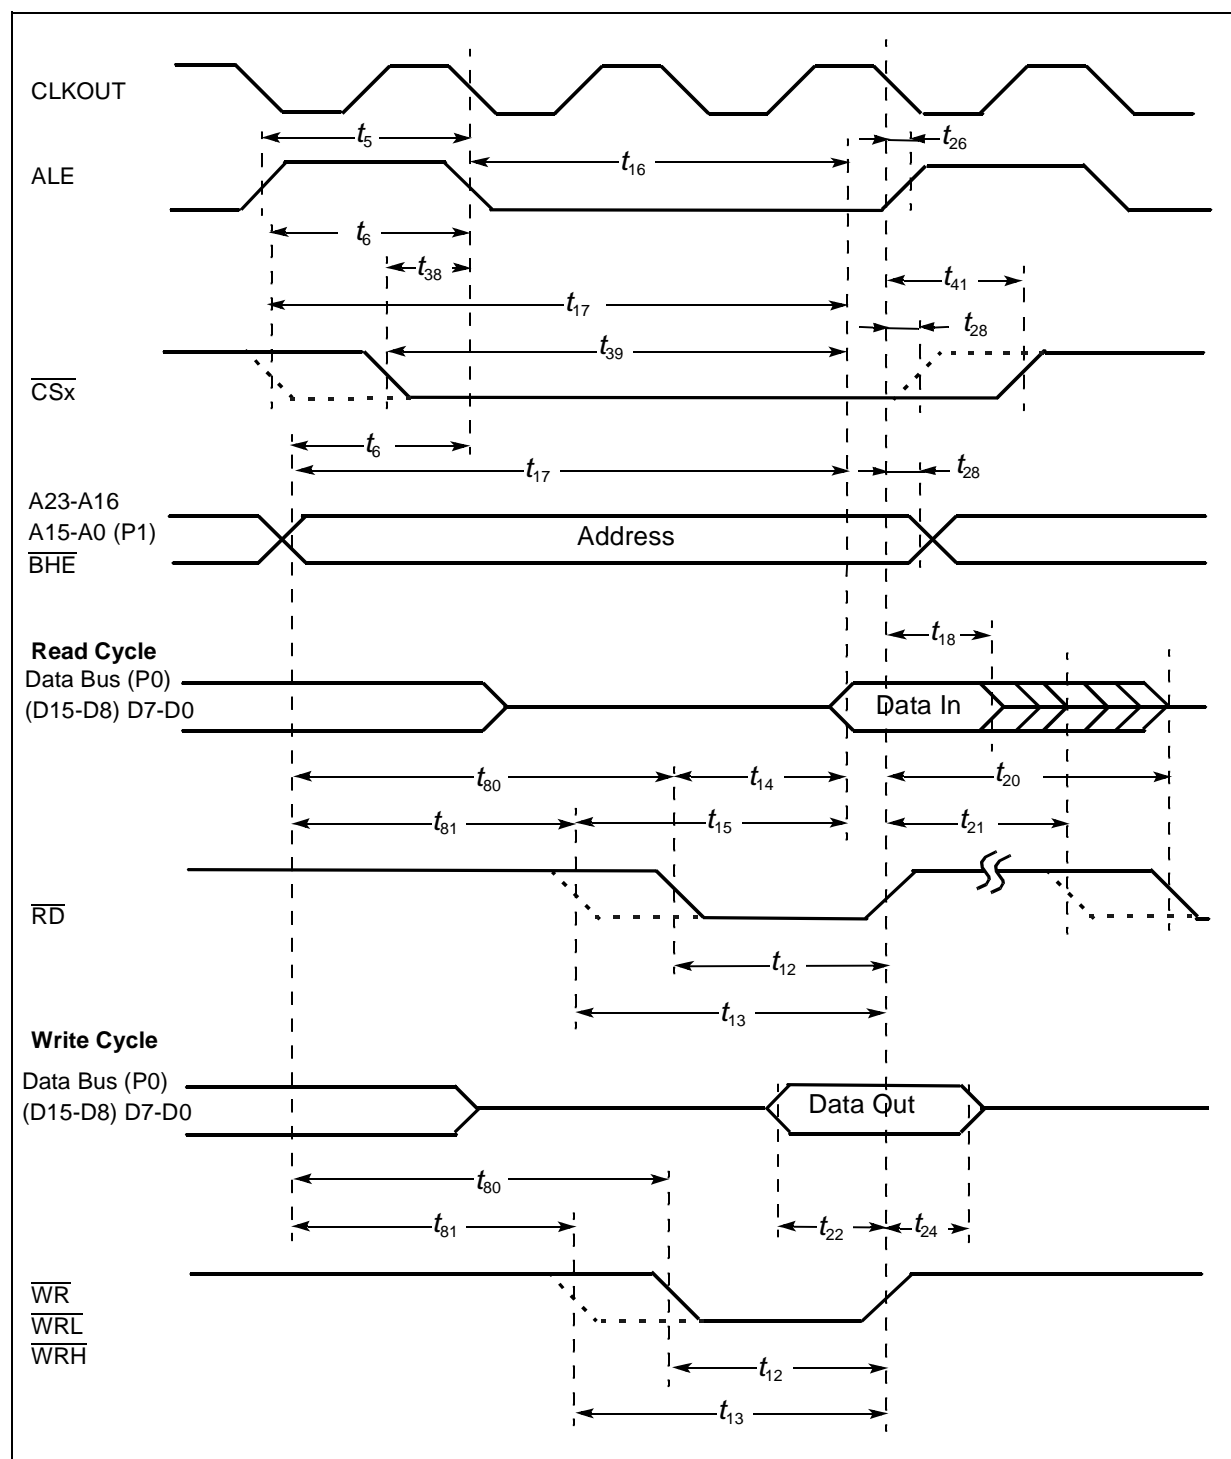 CLKOUT
t5
t26
ALE
t16
t6
t38
t41
t17
t28
t39
CSx
t6
t17
t28
A23-A16
A15-A0 (P1)
Address
BHE
t18
Read Cycle
Data Bus (P0)
(D15-D8) D7-D0
Data In
t80
t14
t20
t81
t15
t21
RD
t12
t13
Write Cycle
Data Bus (P0)
(D15-D8) D7-D0
Data Out
t80
t81
t22
t24
WR
WRL
WRH
t12
t13